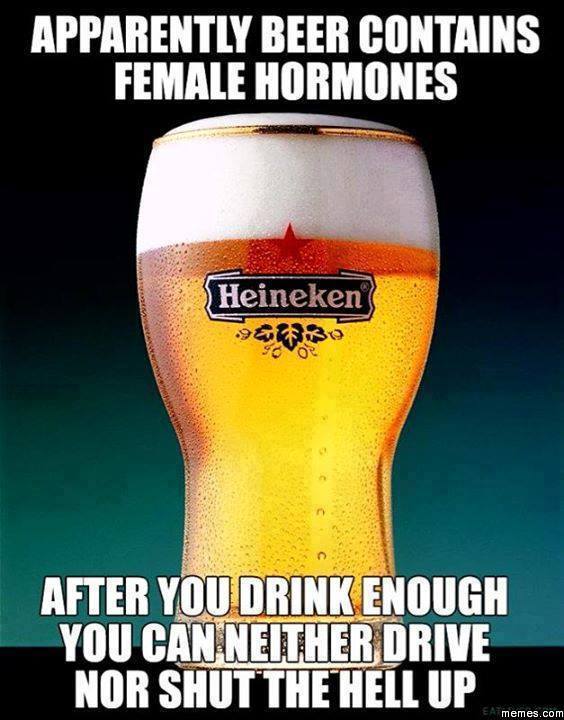 APPARENTLY BEER CONTAINS
FEMALE HORMONES
Heineken®
AFTER YOU DRINK ENOUGH
YOU CAN NEITHER DRIVE
NOR SHUT THE HELL UP
memes.com